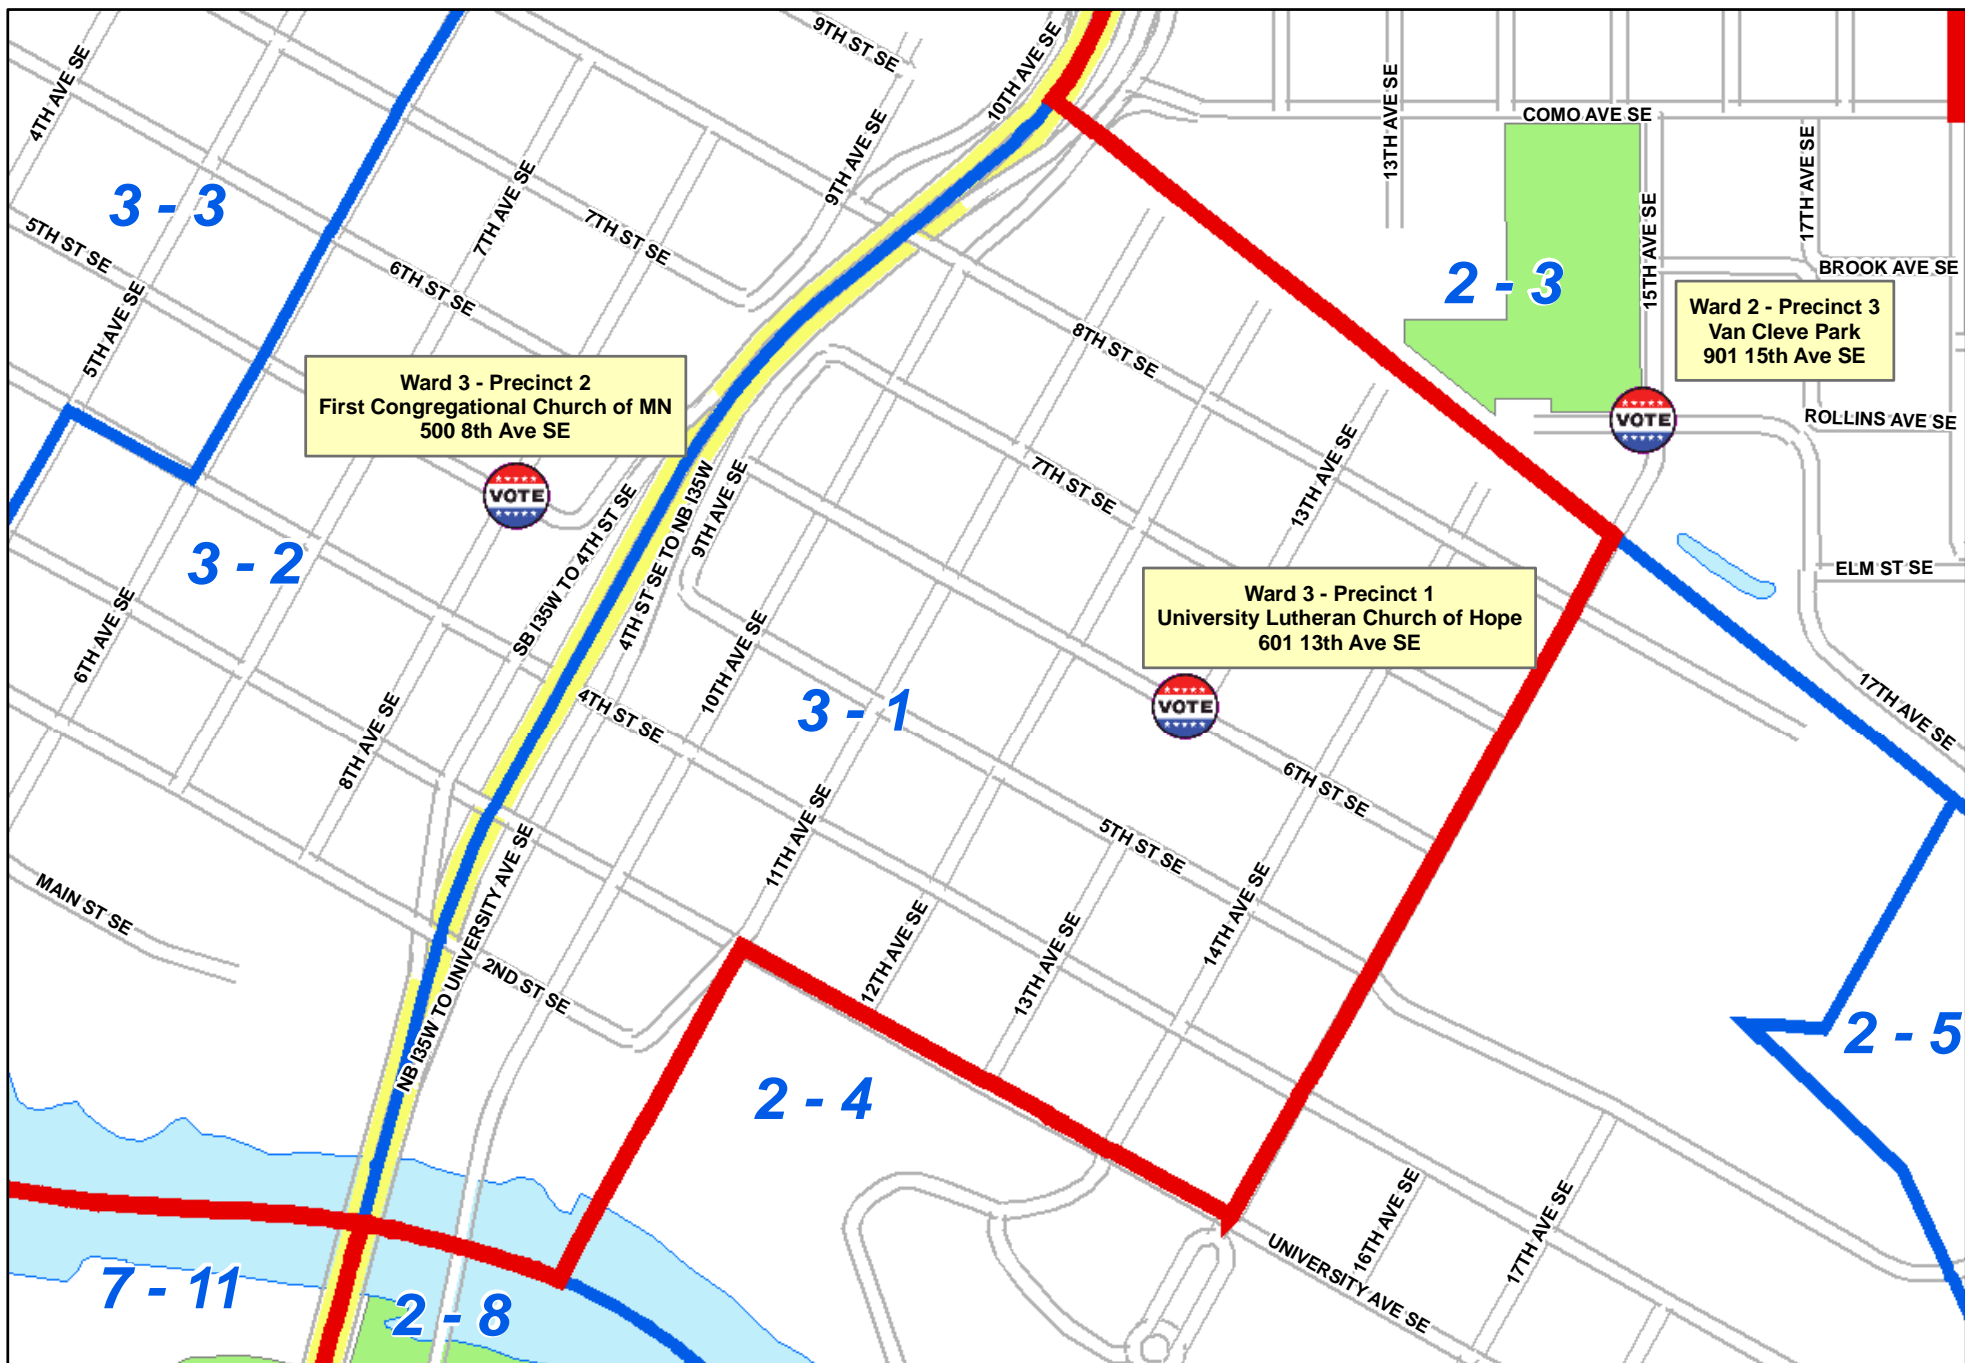 9TH ST SE
10TH AVE SE
4TH AVE SE
13TH AVE SE
COMO AVE SE
9TH AVE SE
7TH AVE SE
17TH AVE SE
3 - 3
7TH ST SE
15TH AVE SE
5TH ST SE
6TH ST SE
BROOK AVE SE
2 - 3
5TH AVE SE
8TH ST SE
Ward 2 - Precinct 3
Van Cleve Park
901 15th Ave SE
Ward 3 - Precinct 2
First Congregational Church of MN
500 8th Ave SE
VOTE
ROLLINS AVE SE
13TH AVE SE
7TH ST SE
VOTE
9TH AVE SE
SB I35W TO 4TH ST SE
4TH ST SE TO NB I35W
3 - 2
ELM ST SE
Ward 3 - Precinct 1
University Lutheran Church of Hope
601 13th Ave SE
6TH AVE SE
10TH AVE SE
3 - 1
VOTE
4TH ST SE
17TH AVE SE
8TH AVE SE
6TH ST SE
11TH AVE SE
5TH ST SE
MAIN ST SE
NB I35W TO UNIVERSITY AVE SE
14TH AVE SE
12TH AVE SE
13TH AVE SE
2ND ST SE
2 - 5
2 - 4
16TH AVE SE
17TH AVE SE
UNIVERSITY AVE SE
7 - 11
2 - 8